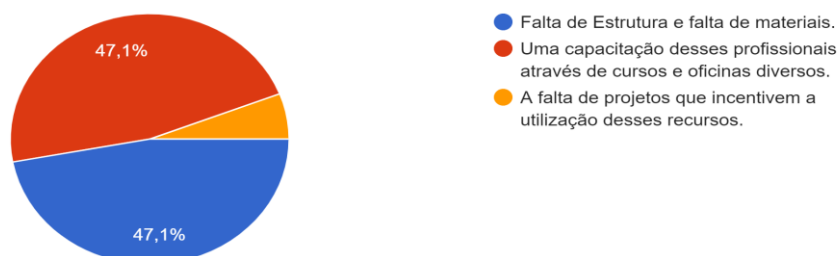 47,1%
47,1%
Falta de Estrutura e falta de materiais.
Uma capacitação desses profissionais
através de cursos e oficinas diversos.
A falta de projetos que incentivem a
utilização desses recursos.